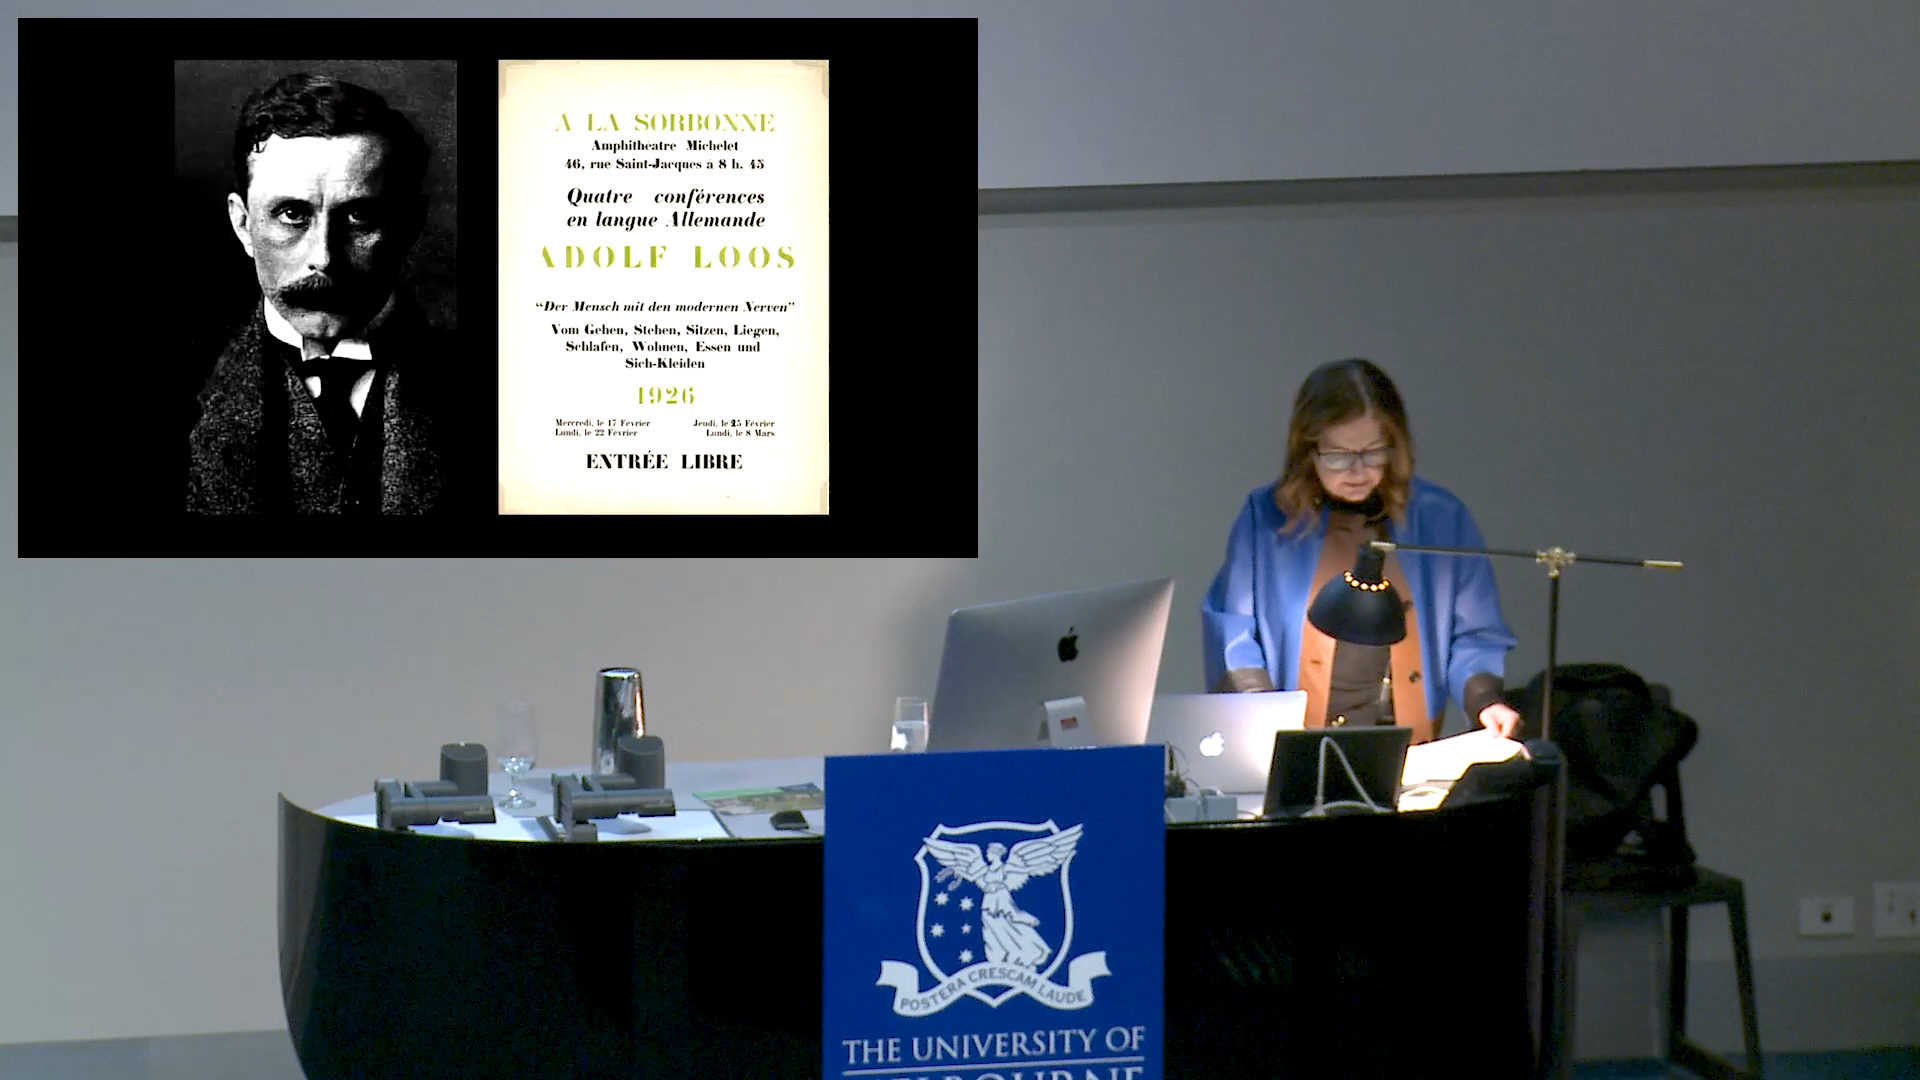 A LA SORBONNE
Amphitheatre Michelet
46, rue Saint-Jacques à 8 h. 45
Quatre conférences
en langue Allemande
ADOLF LOOS
“Der Mensch mit den modernen Nerven”
Vom Gehen, Stehen, Sitzen, Liegen,
Schlafen, Wohnen, Essen und
Sich-Kleiden
1926
Mercredi, le 17 Février Jeudi, le 25 Février
Lundi, le 22 Février Lundi, le 8 Mars
ENTRÉE LIBRE
POSTERA CRESCAM LAUDE
THE UNIVERSITY OF
MELBOURNE